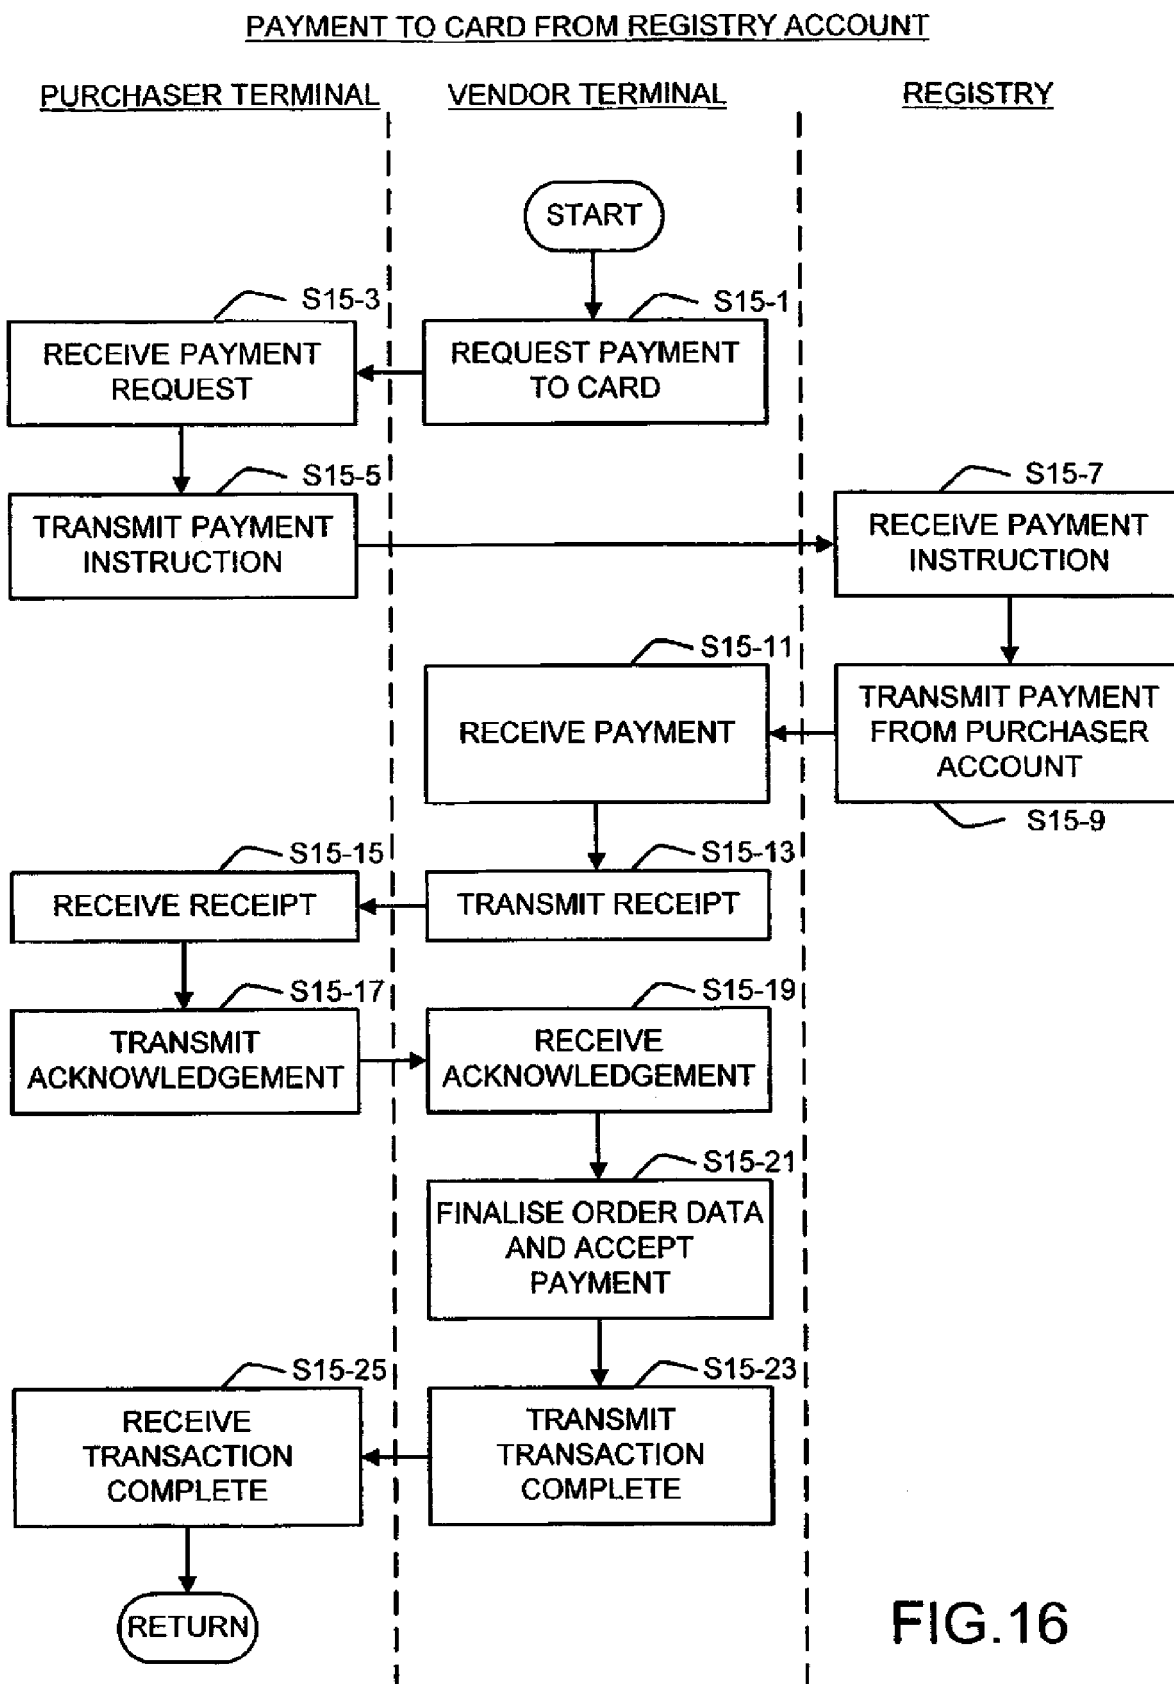 PAYMENT TO CARD FROM REGISTRY ACCOUNT
PURCHASER TERMINAL
VENDOR TERMINAL
REGISTRY
START
S15-1
REQUEST PAYMENT
TO CARD
S15-3
RECEIVE PAYMENT
REQUEST
S15-5
TRANSMIT PAYMENT
INSTRUCTION
S15-7
RECEIVE PAYMENT
INSTRUCTION
TRANSMIT PAYMENT
FROM PURCHASER
ACCOUNT
S15-9
S15-11
RECEIVE PAYMENT
S15-13
TRANSMIT RECEIPT
S15-15
RECEIVE RECEIPT
S15-17
TRANSMIT
ACKNOWLEDGEMENT
S15-19
RECEIVE
ACKNOWLEDGEMENT
S15-21
FINALISE ORDER DATA
AND ACCEPT
PAYMENT
S15-23
TRANSMIT
TRANSACTION
COMPLETE
S15-25
RECEIVE
TRANSACTION
COMPLETE
RETURN
FIG.16